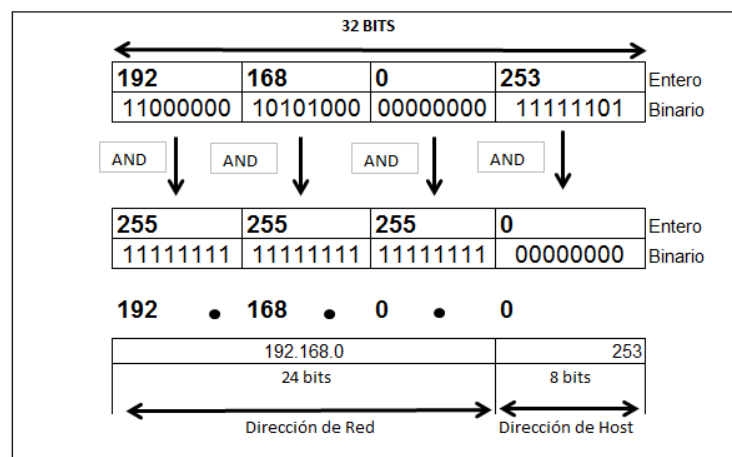 32 BITS
192 168 0 253 Entero
11000000 10101000 00000000 11111101 Binario
AND AND AND AND
255 255 255 0 Entero
11111111 11111111 11111111 00000000 Binario
192 . 168 . 0 . 0
192.168.0 253
24 bits 8 bits
Dirección de Red Dirección de Host